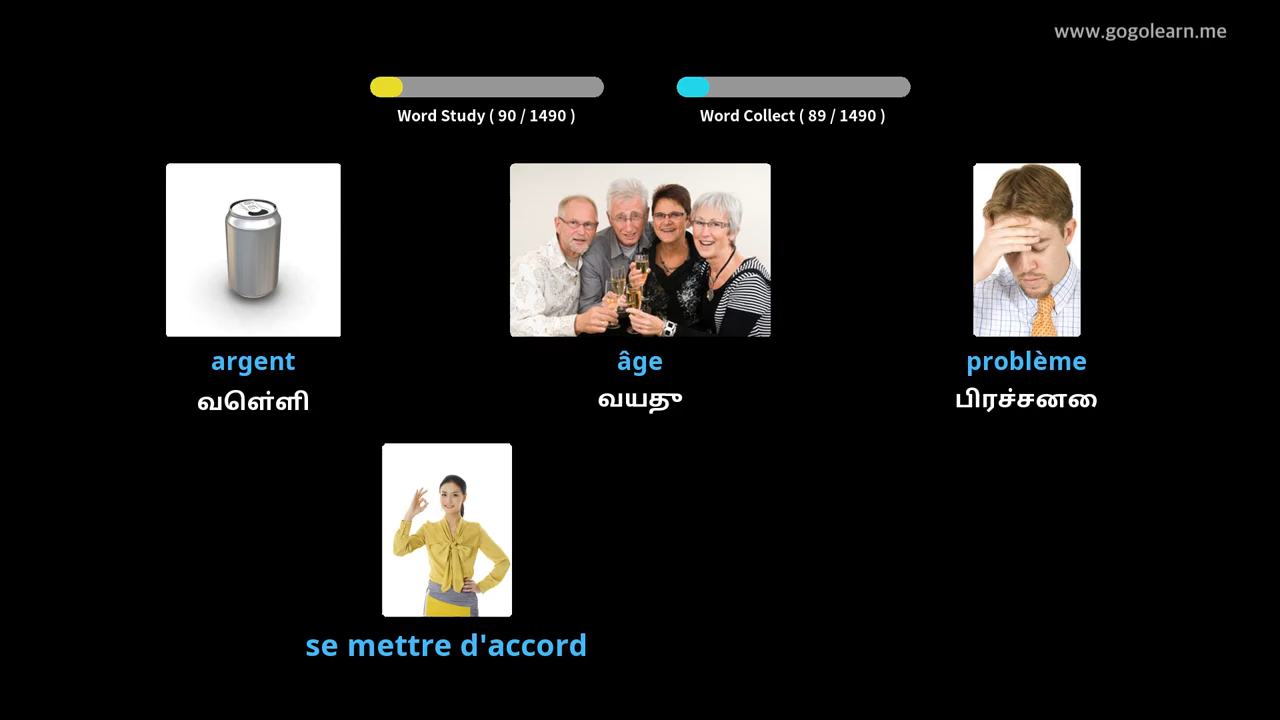 www.gogolearn.me
Word Study ( 90 / 1490 )
Word Collect ( 89 / 1490 )
argent
âge
problème
வெள்ளி
வயது
பிரச்சனை
se mettre d'accord